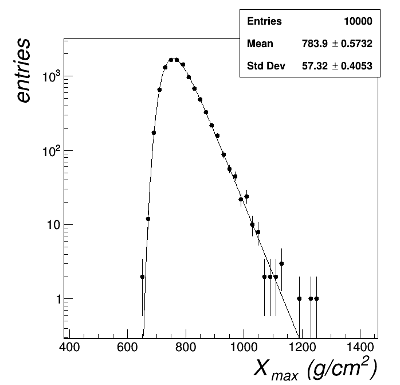 Entries 10000
Mean 783.9 ± 0.5732
Std Dev 57.32 ± 0.4053
entries
10³
10²
10
1
400 600 800 1000 1200 1400
X max (g/cm²)